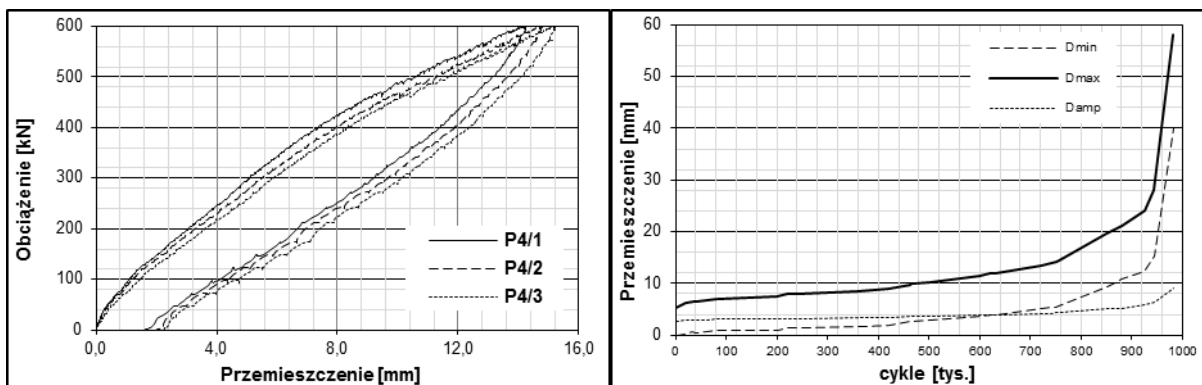 Obciążenie [kN]
600
500
400
300
200
100
0
P4/1
P4/2
P4/3
0,0 4,0 8,0 12,0 16,0
Przemieszczenie [mm]
Przemieszczenie [mm]
60
50
40
30
20
10
0
Dmin
Dmax
Damp
0 100 200 300 400 500 600 700 800 900 1000
cykle [tys.]